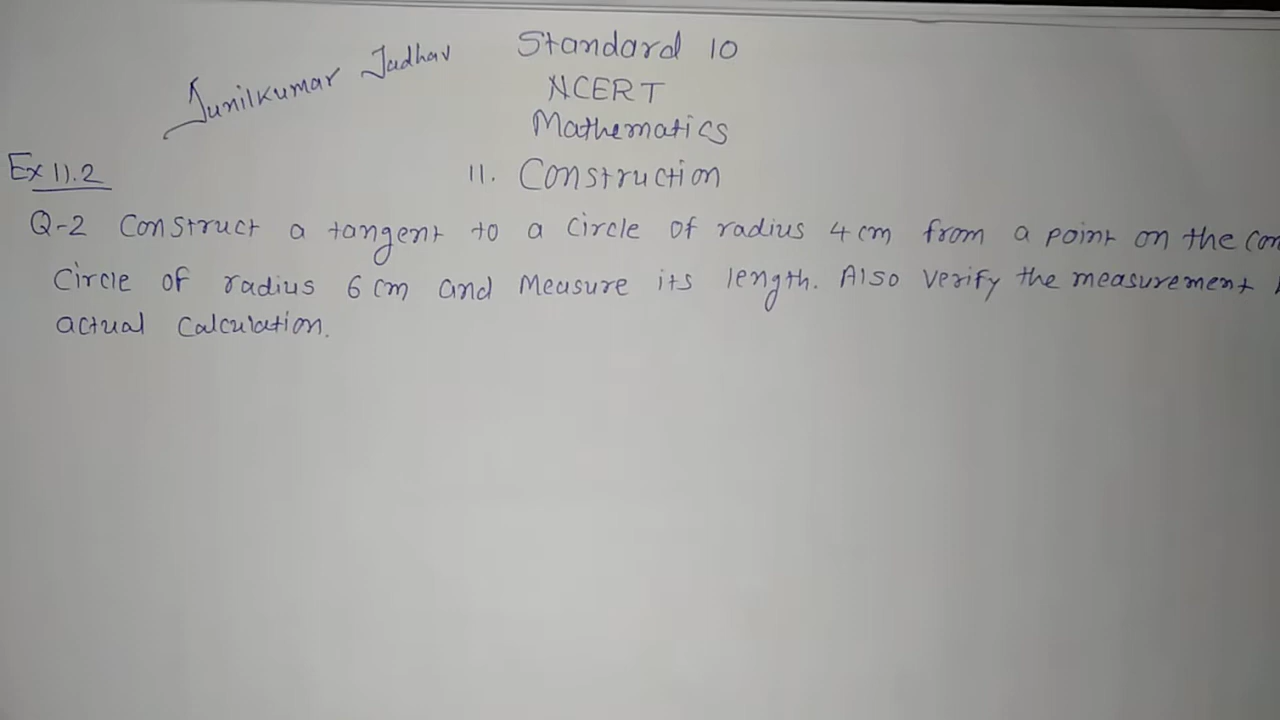 Sunilkumar Jadhav
Standard 10
NCERT
Mathematics
Ex 11.2
11. Construction
Q-2 Construct a tangent to a circle of radius 4 cm from a point on the con
circle of radius 6 cm and Measure its length. Also verify the measurement
actual calculation.